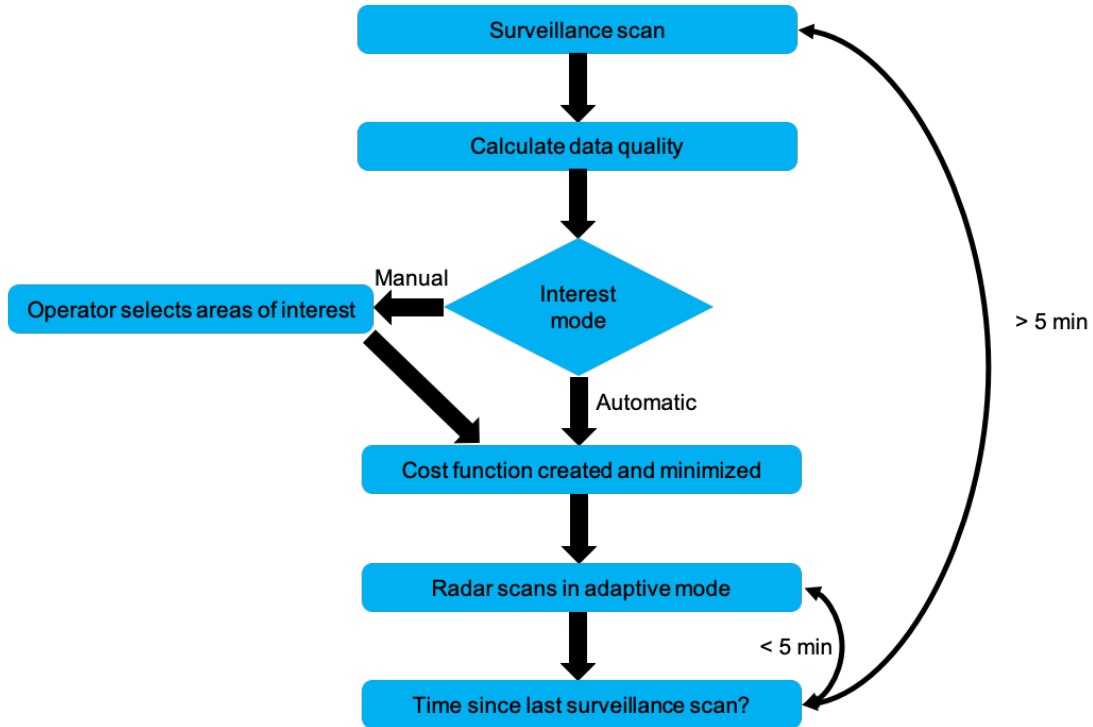 Surveillance scan
Calculate data quality
Manual
Operator selects areas of interest
Interest
mode
> 5 min
Automatic
Cost function created and minimized
Radar scans in adaptive mode
< 5 min
Time since last surveillance scan?